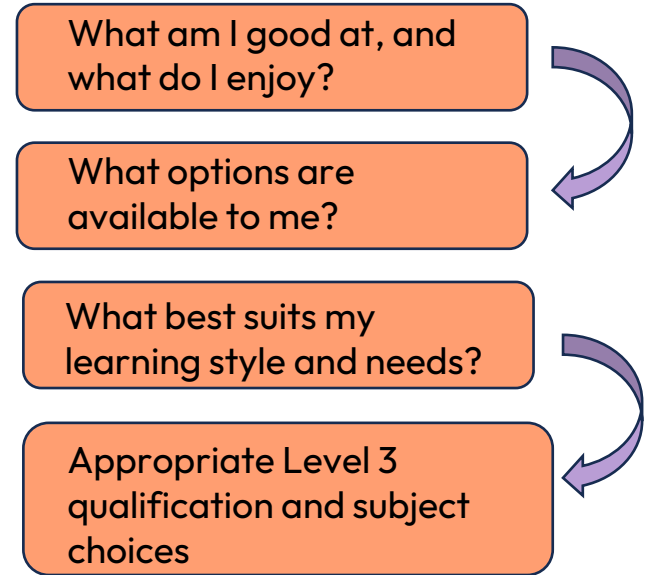 What am I good at, and
what do I enjoy?
What options are
available to me?
What best suits my
learning style and needs?
Appropriate Level 3
qualification and subject
choices